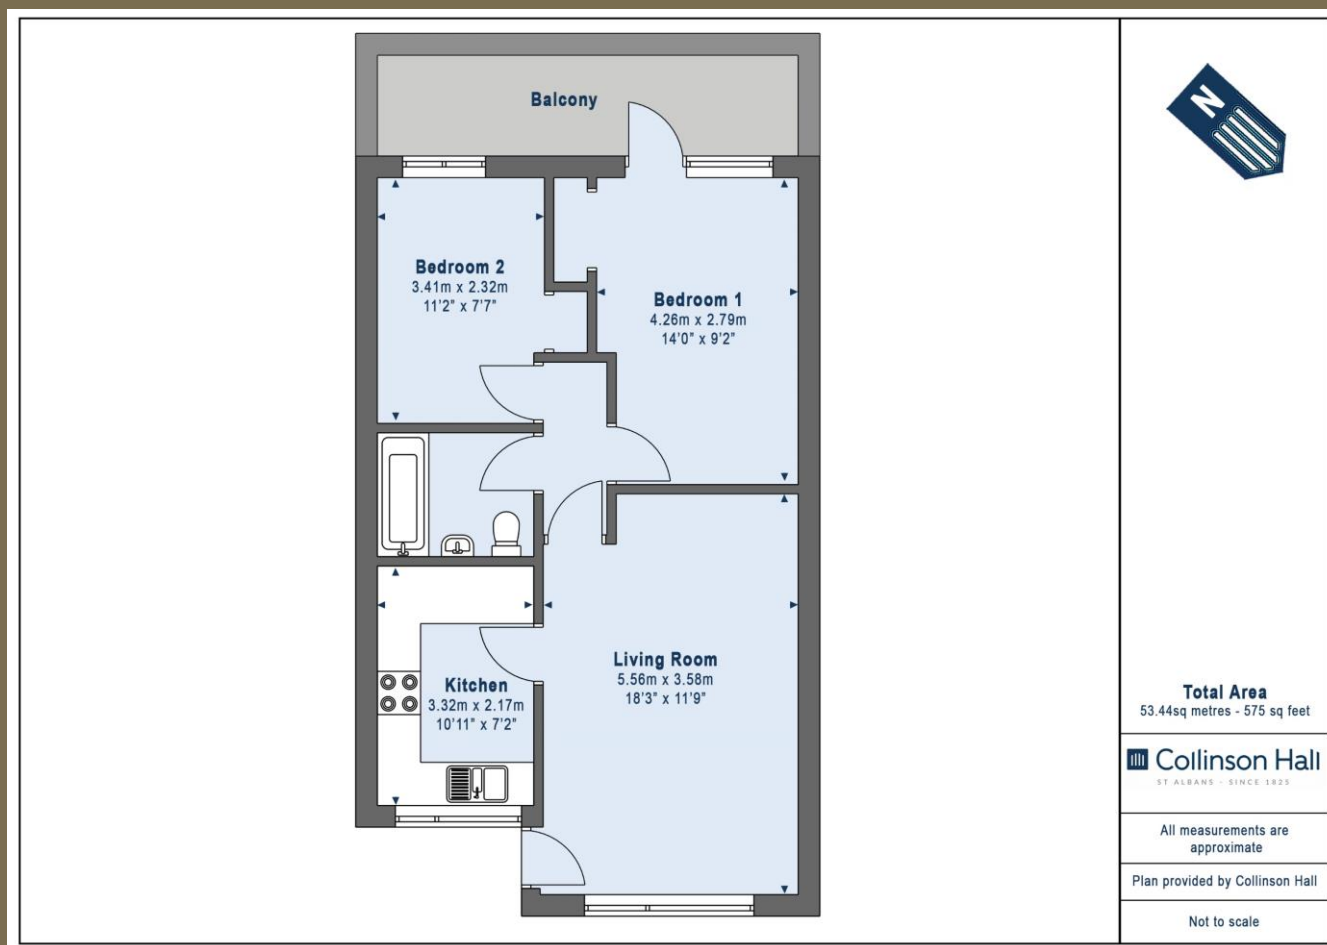 Balcony
Bedroom 2
3.41m x 2.32m
11'2" x 7'7"
Bedroom 1
4.26m x 2.79m
14'0" x 9'2"
Living Room
5.56m x 3.58m
18'3" x 11'9"
Kitchen
3.32m x 2.17m
10'11" x 7'2"
N
Total Area
53.44sq metres - 575 sq feet
Collinson Hall
ST ALBANS - SINCE 1825
All measurements are
approximate
Plan provided by Collinson Hall
Not to scale